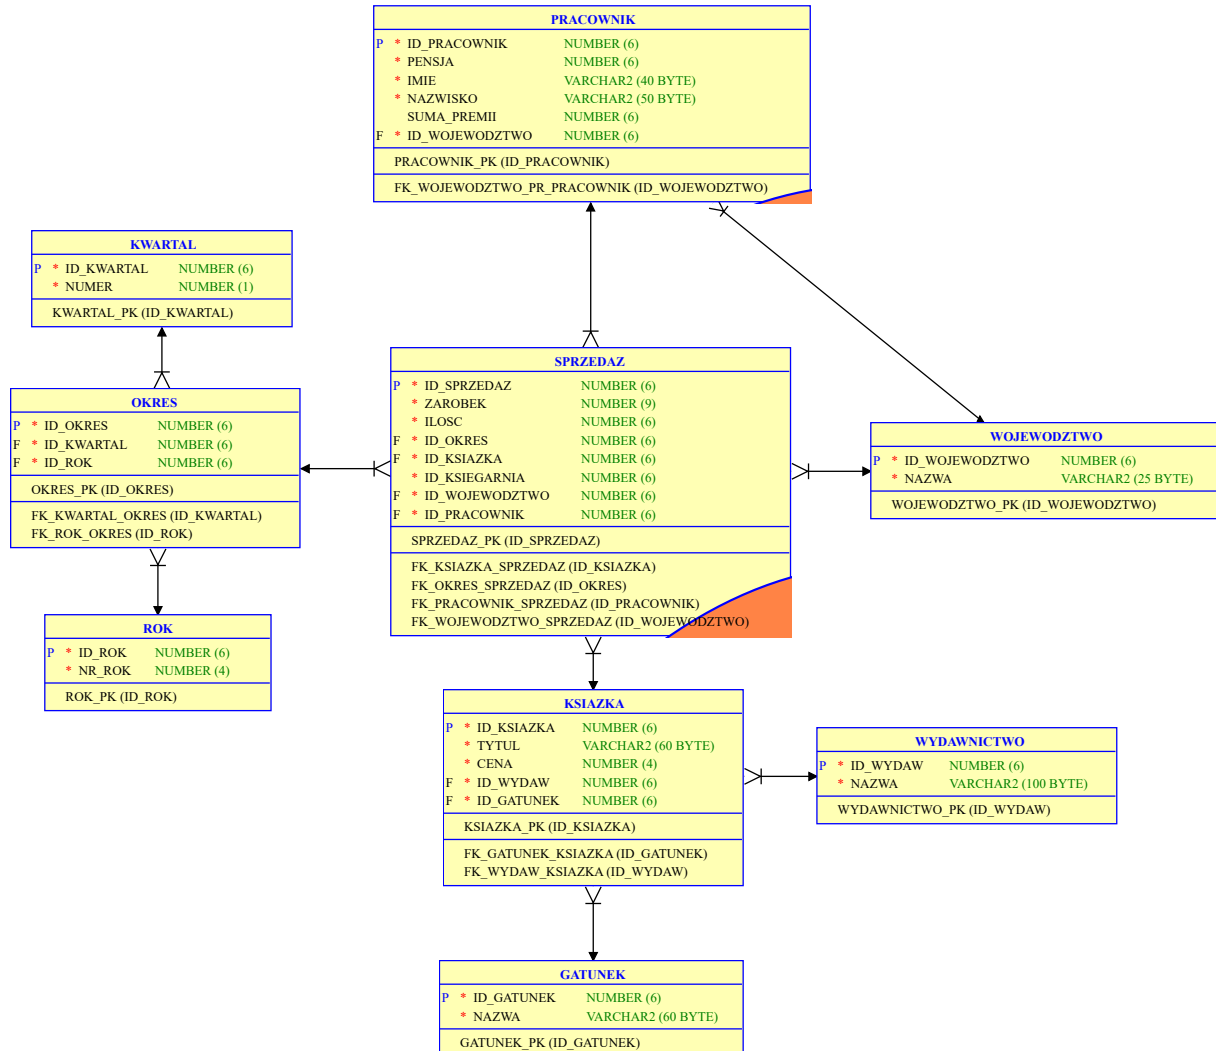 PRACOWNIK
P * ID_PRACOWNIK NUMBER (6)
* PENSJA NUMBER (6)
* IMIE VARCHAR2 (40 BYTE)
* NAZWISKO VARCHAR2 (50 BYTE)
SUMA_PREMII NUMBER (6)
F * ID_WOJEWODZTWO NUMBER (6)
PRACOWNIK_PK (ID_PRACOWNIK)
FK_WOJEWODZTWO_PR_PRACOWNIK (ID_WOJEWODZTWO)
KWARTAL
P * ID_KWARTAL NUMBER (6)
* NUMER NUMBER (1)
KWARTAL_PK (ID_KWARTAL)
OKRES
P * ID_OKRES NUMBER (6)
F * ID_KWARTAL NUMBER (6)
F * ID_ROK NUMBER (6)
OKRES_PK (ID_OKRES)
FK_KWARTAL_OKRES (ID_KWARTAL)
FK_ROK_OKRES (ID_ROK)
SPRZEDAZ
P * ID_SPRZEDAZ NUMBER (6)
* ZAROBEK NUMBER (9)
* ILOSC NUMBER (6)
F * ID_OKRES NUMBER (6)
F * ID_KSIAZKA NUMBER (6)
* ID_KSIEGARNIA NUMBER (6)
F * ID_WOJEWODZTWO NUMBER (6)
F * ID_PRACOWNIK NUMBER (6)
SPRZEDAZ_PK (ID_SPRZEDAZ)
FK_KSIAZKA_SPRZEDAZ (ID_KSIAZKA)
FK_OKRES_SPRZEDAZ (ID_OKRES)
FK_PRACOWNIK_SPRZEDAZ (ID_PRACOWNIK)
FK_WOJEWODZTWO_SPRZEDAZ (ID_WOJEWODZTWO)
WOJEWODZTWO
P * ID_WOJEWODZTWO NUMBER (6)
* NAZWA VARCHAR2 (25 BYTE)
WOJEWODZTWO_PK (ID_WOJEWODZTWO)
ROK
P * ID_ROK NUMBER (6)
* NR_ROK NUMBER (4)
ROK_PK (ID_ROK)
KSIAZKA
P * ID_KSIAZKA NUMBER (6)
* TYTUL VARCHAR2 (60 BYTE)
* CENA NUMBER (4)
F * ID_WYDAW NUMBER (6)
F * ID_GATUNEK NUMBER (6)
KSIAZKA_PK (ID_KSIAZKA)
FK_GATUNEK_KSIAZKA (ID_GATUNEK)
FK_WYDAW_KSIAZKA (ID_WYDAW)
WYDAWNICTWO
P * ID_WYDAW NUMBER (6)
* NAZWA VARCHAR2 (100 BYTE)
WYDAWNICTWO_PK (ID_WYDAW)
GATUNEK
P * ID_GATUNEK NUMBER (6)
* NAZWA VARCHAR2 (60 BYTE)
GATUNEK_PK (ID_GATUNEK)